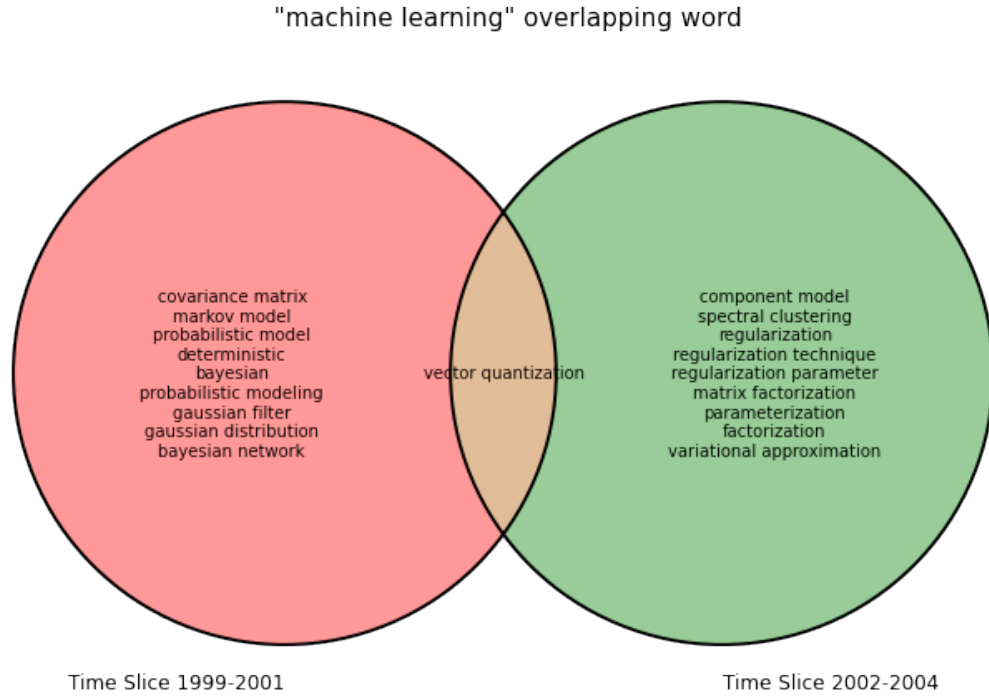 "machine learning" overlapping word
covariance matrix
markov model
probabilistic model
deterministic
bayesian
probabilistic modeling
gaussian filter
gaussian distribution
bayesian network
vector quantization
component model
spectral clustering
regularization
regularization technique
regularization parameter
matrix factorization
parameterization
factorization
variational approximation
Time Slice 1999-2001
Time Slice 2002-2004